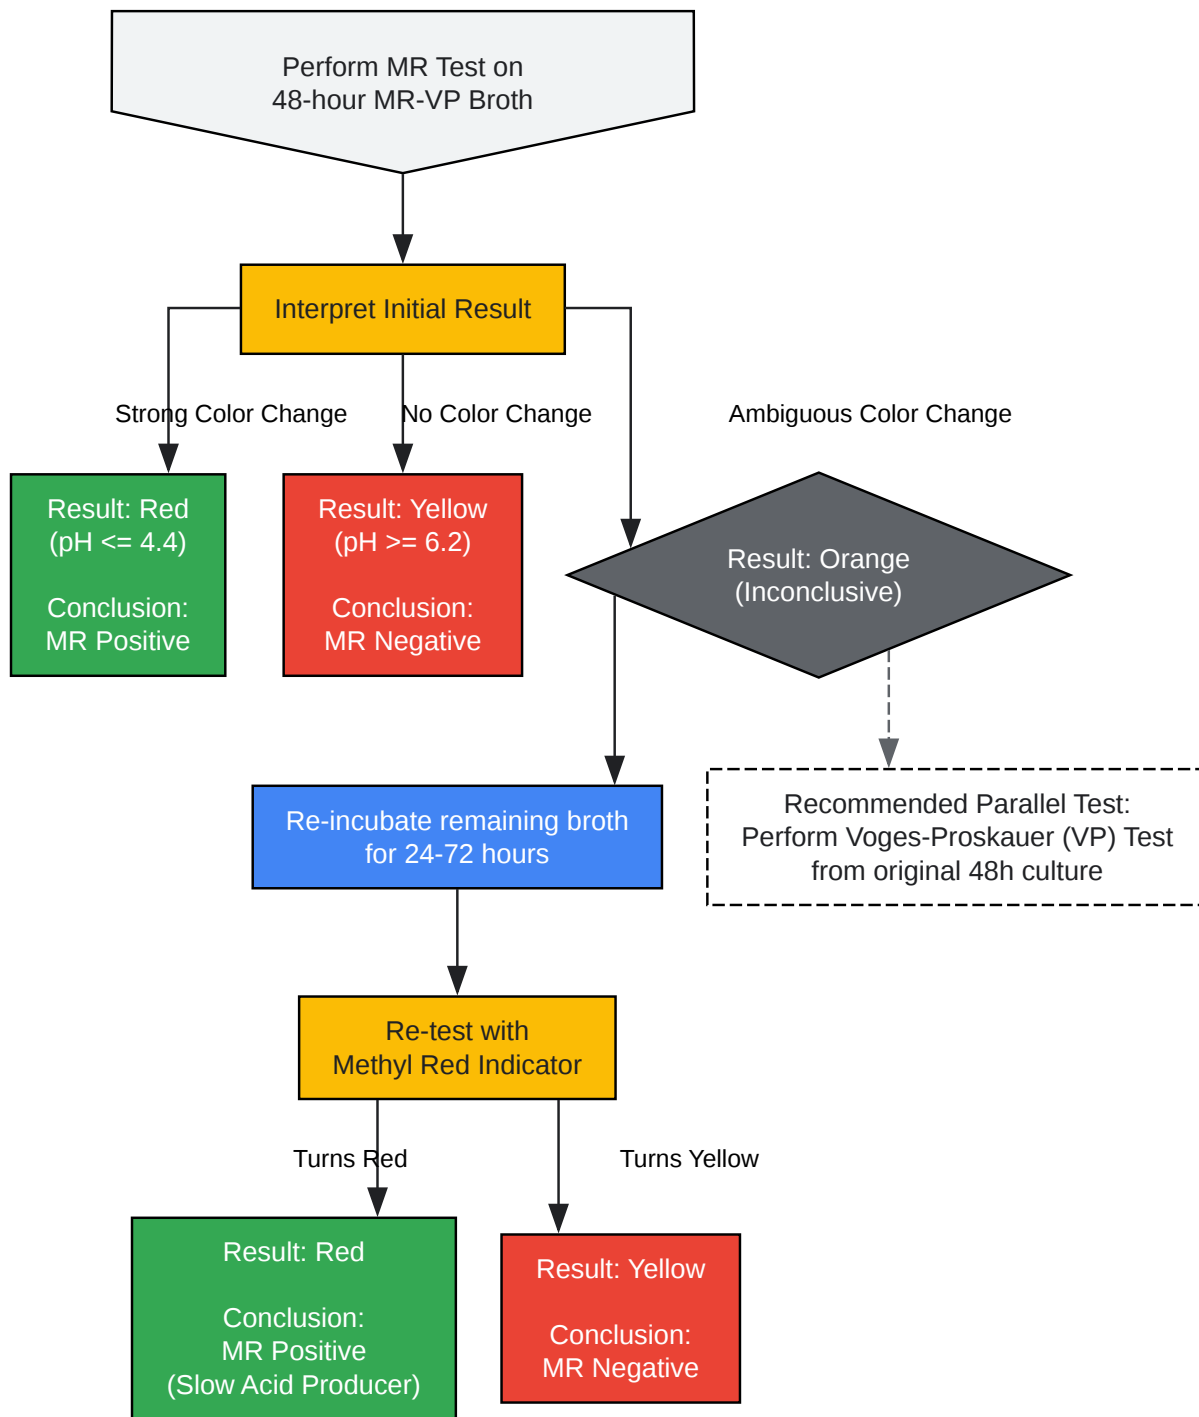 Perform MR Test on
48-hour MR-VP Broth
Interpret Initial Result
Strong Color Change
No Color Change
Ambiguous Color Change
Result: Red
(pH <= 4.4)
Conclusion:
MR Positive
Result: Yellow
(pH >= 6.2)
Conclusion:
MR Negative
Result: Orange
(Inconclusive)
Re-incubate remaining broth
for 24-72 hours
Recommended Parallel Test:
Perform Voges-Proskauer (VP) Test
from original 48h culture
Re-test with
Methyl Red Indicator
Turns Red
Turns Yellow
Result: Red
Conclusion:
MR Positive
(Slow Acid Producer)
Result: Yellow
Conclusion:
MR Negative